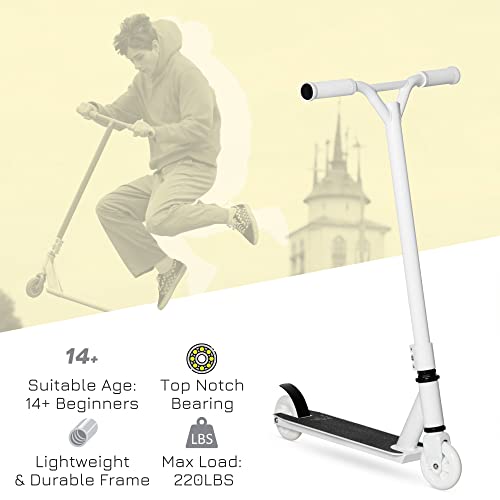 14+
Suitable Age:
14+ Beginners
Top Notch
Bearing
Lightweight
& Durable Frame
LBS
Max Load:
220LBS